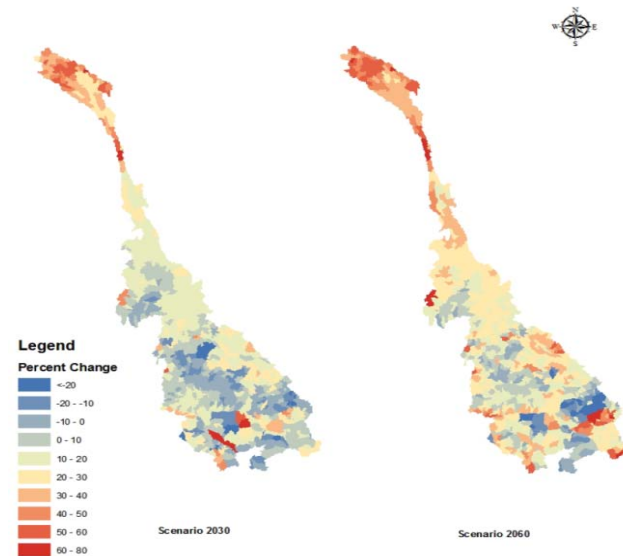 N
W E
S
Legend
Percent Change
<-20
-20 - -10
-10 - 0
0 - 10
10 - 20
20 - 30
30 - 40
40 - 50
50 - 60
60 - 80
Scenario 2030
Scenario 2060